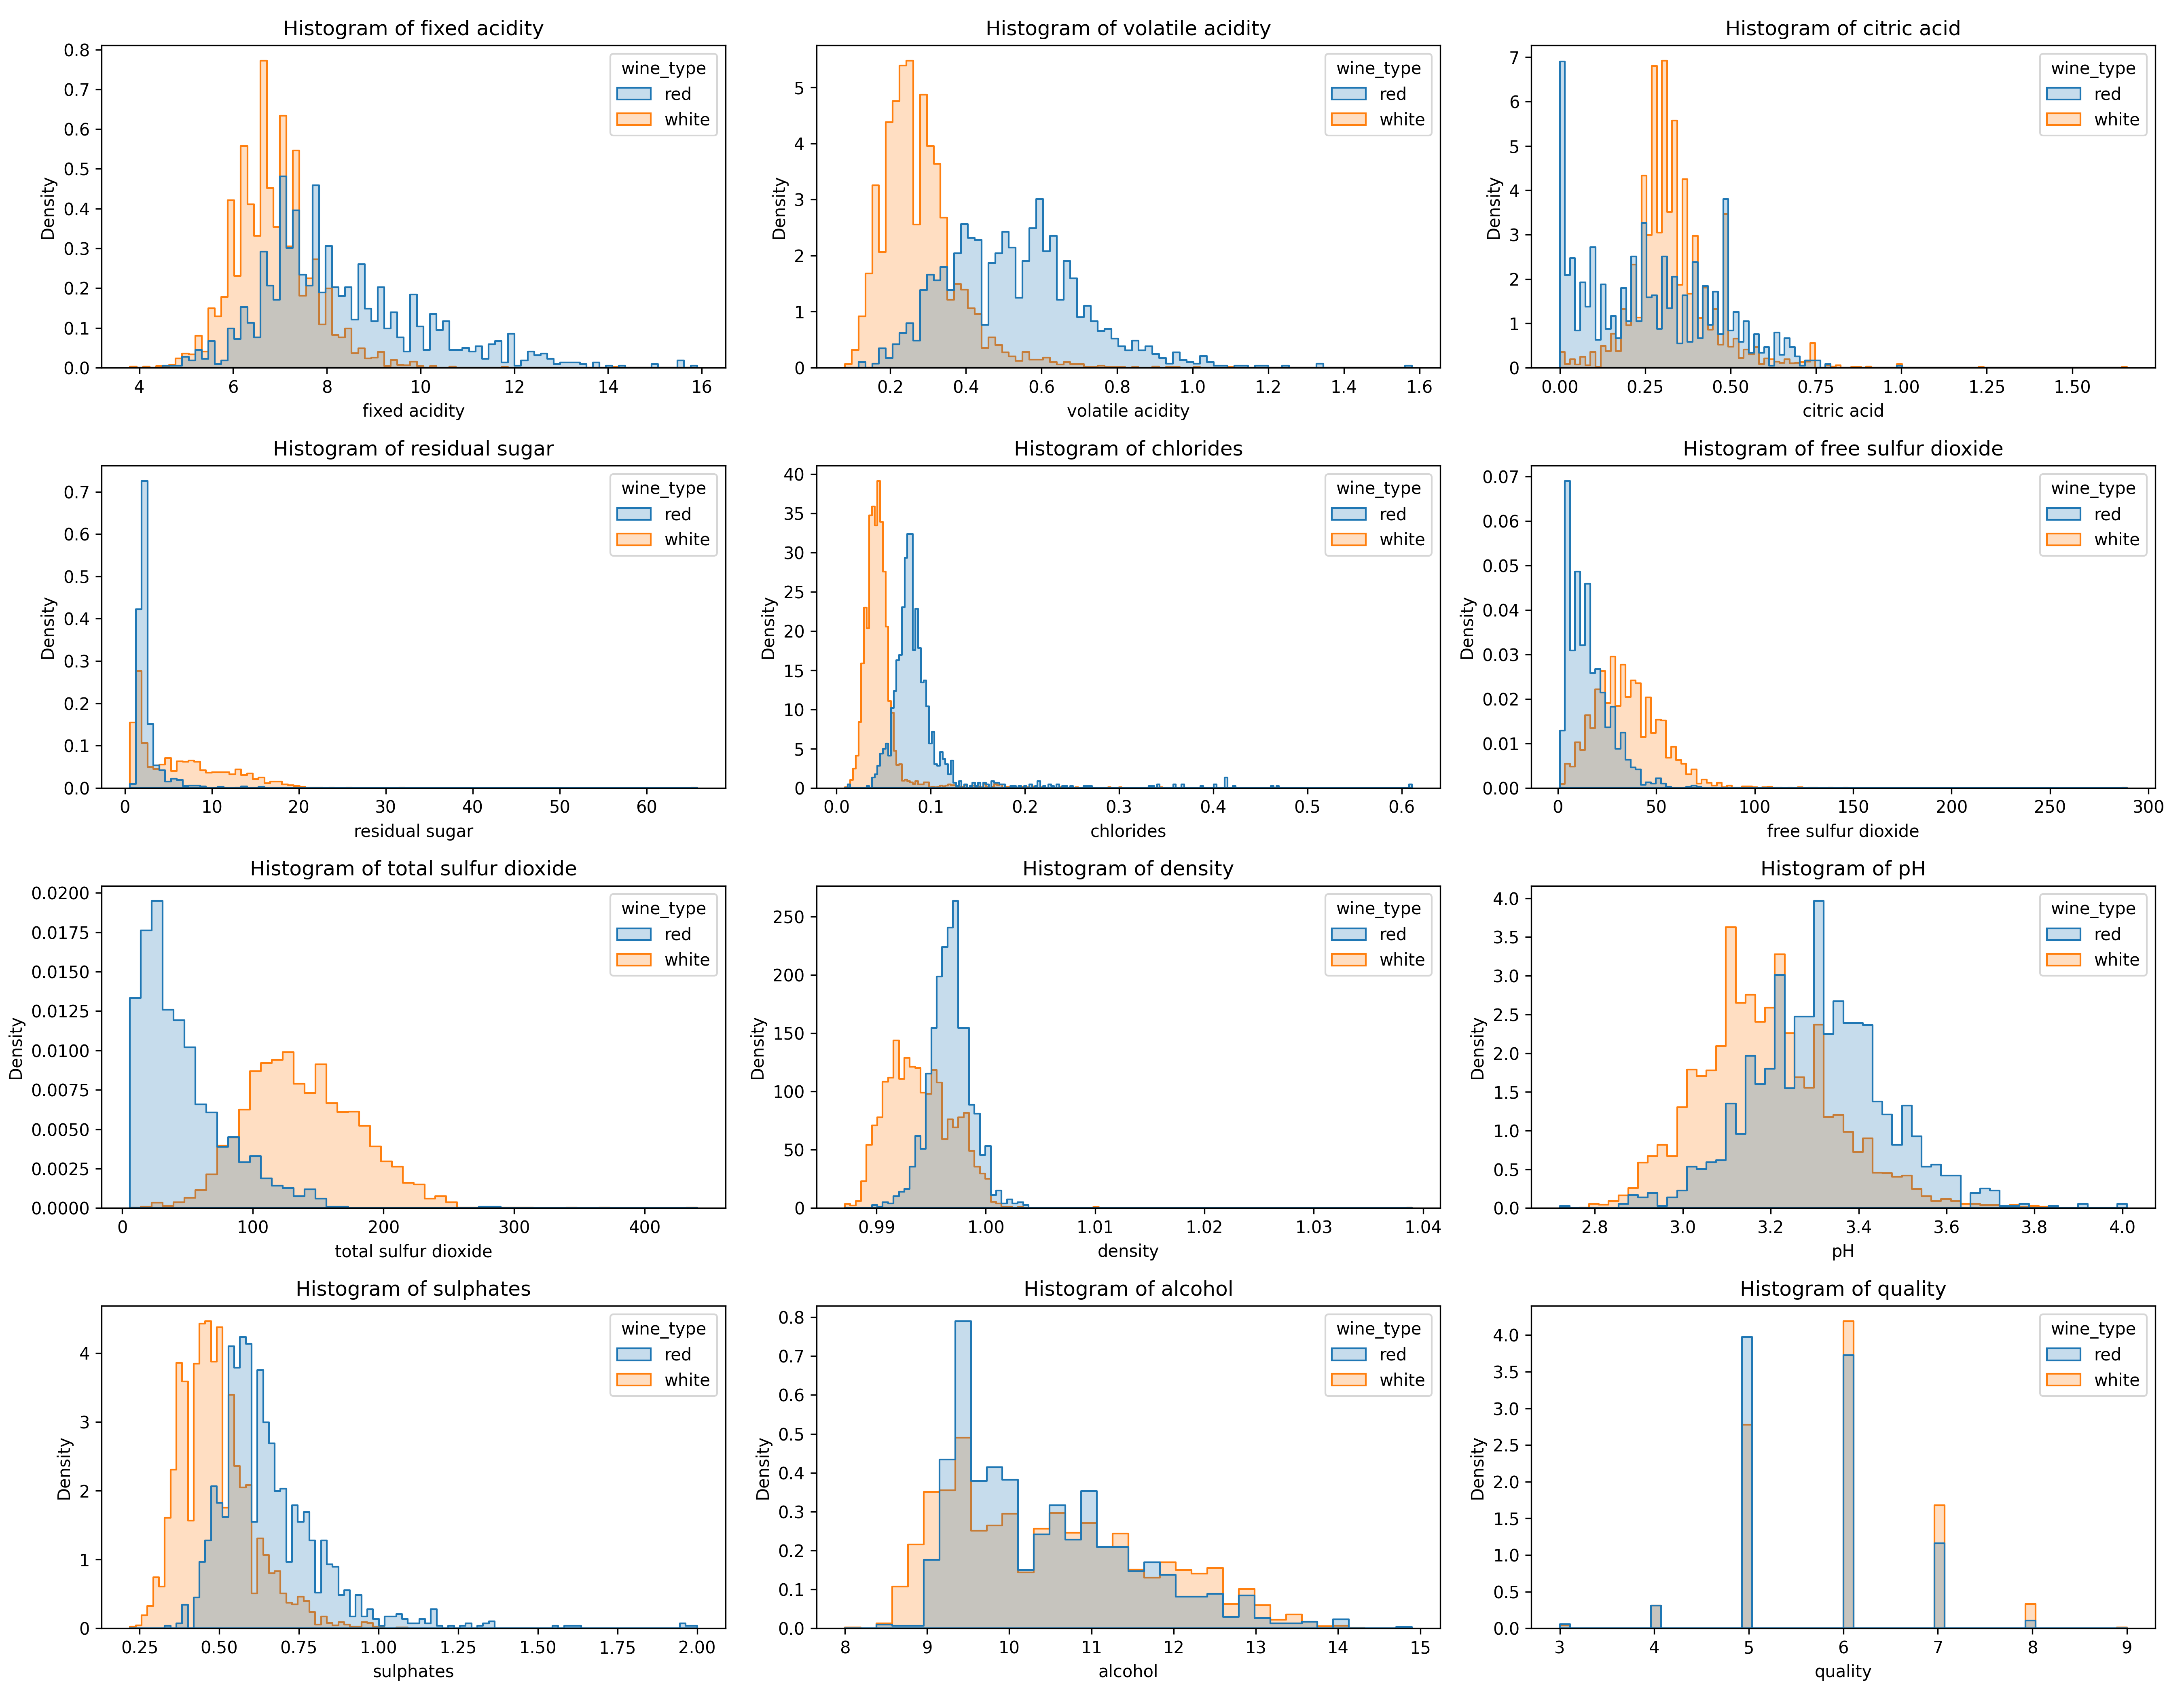 Histogram of fixed acidity
Density
0.0
0.1
0.2
0.3
0.4
0.5
0.6
0.7
0.8
4
6
8
10
12
14
16
fixed acidity
wine_type
red
white
Histogram of volatile acidity
Density
0
1
2
3
4
5
0.2
0.4
0.6
0.8
1.0
1.2
1.4
1.6
volatile acidity
wine_type
red
white
Histogram of citric acid
Density
0
1
2
3
4
5
6
7
0.00
0.25
0.50
0.75
1.00
1.25
1.50
citric acid
wine_type
red
white
Histogram of residual sugar
Density
0.0
0.1
0.2
0.3
0.4
0.5
0.6
0.7
0
10
20
30
40
50
60
residual sugar
wine_type
red
white
Histogram of chlorides
Density
0
5
10
15
20
25
30
35
40
0.0
0.1
0.2
0.3
0.4
0.5
0.6
chlorides
wine_type
red
white
Histogram of free sulfur dioxide
Density
0.00
0.01
0.02
0.03
0.04
0.05
0.06
0.07
0
50
100
150
200
250
300
free sulfur dioxide
wine_type
red
white
Histogram of total sulfur dioxide
Density
0.0000
0.0025
0.0050
0.0075
0.0100
0.0125
0.0150
0.0175
0.0200
0
100
200
300
400
total sulfur dioxide
wine_type
red
white
Histogram of density
Density
0
50
100
150
200
250
0.99
1.00
1.01
1.02
1.03
1.04
density
wine_type
red
white
Histogram of pH
Density
0.0
0.5
1.0
1.5
2.0
2.5
3.0
3.5
4.0
2.8
3.0
3.2
3.4
3.6
3.8
4.0
pH
wine_type
red
white
Histogram of sulphates
Density
0
1
2
3
4
0.25
0.50
0.75
1.00
1.25
1.50
1.75
2.00
sulphates
wine_type
red
white
Histogram of alcohol
Density
0.0
0.1
0.2
0.3
0.4
0.5
0.6
0.7
0.8
8
9
10
11
12
13
14
15
alcohol
wine_type
red
white
Histogram of quality
Density
0.0
0.5
1.0
1.5
2.0
2.5
3.0
3.5
4.0
3
4
5
6
7
8
9
quality
wine_type
red
white